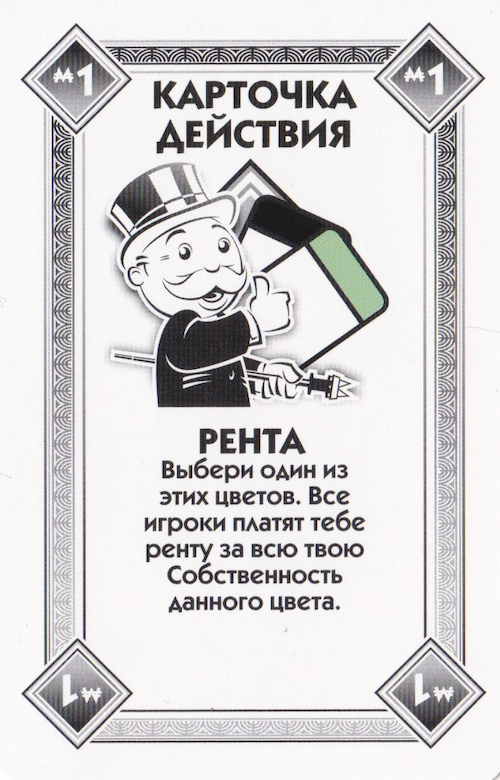 ₩1
₩1
КАРТОЧКА
ДЕЙСТВИЯ
РЕНТА
Выбери один из
этих цветов. Все
игроки платят тебе
ренту за всю твою
Собственность
данного цвета.
₩1
₩1